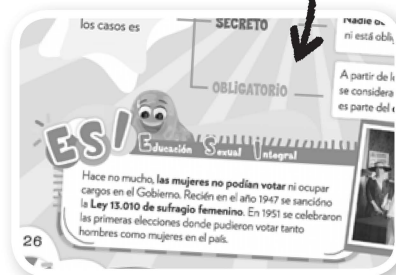 los casos es
SECRETO
OBLiGATORiO
ni está
A partir de
se considera
es parte del
ESI
Educación Sexual Integral
Hace no mucho, las mujeres no podían votar ni ocupar
cargos en el Gobierno. Recién en el año 1947 se sanciónó
la Ley 13.010 de sufragio femenino. En 1951 se celebraron
las primeras elecciones donde pudieron votar tanto
hombres como mujeres en el país.
26